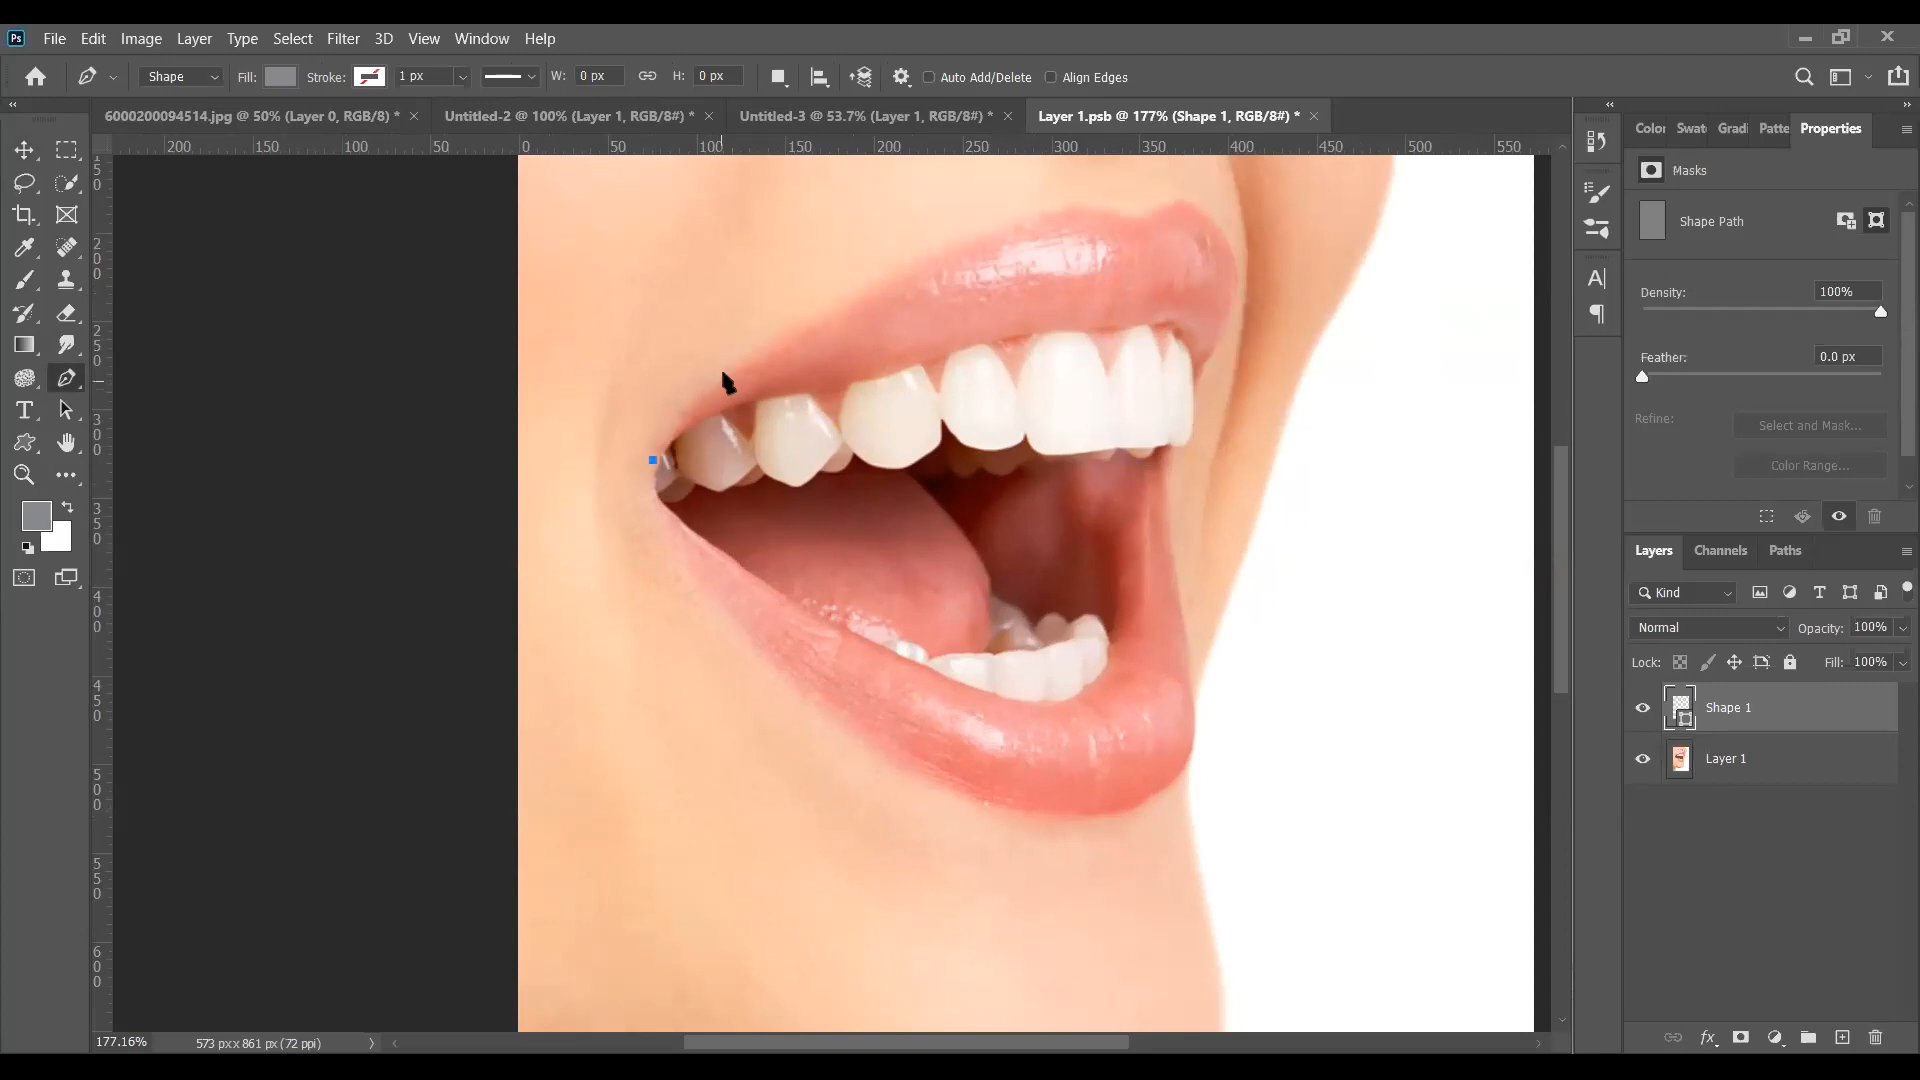 Ps File Edit Image Layer Type Select Filter 3D View Window Help
Shape Fill: Stroke: 1 px W: 0 px H: 0 px Auto Add/Delete Align Edges
6000200094514.jpg @ 50% (Layer 0, RGB/8) * Untitled-2 @ 100% (Layer 1, RGB/8#) * Untitled-3 @ 53.7% (Layer 1, RGB/8#) * Layer 1.psb @ 177% (Shape 1, RGB/8#) *
200 150 100 50 0 50 100 150 200 250 300 350 400 450 500 550
50
200
250
300
350
400
450
500
550
600
Color Swatc Gradi Patte Properties
Masks
Shape Path
Density: 100%
Feather: 0.0 px
Refine: Select and Mask...
Color Range...
Layers Channels Paths
Kind
Normal Opacity: 100%
Lock: Fill: 100%
Shape 1
Layer 1
fx
177.16% 573 px x 861 px (72 ppi)